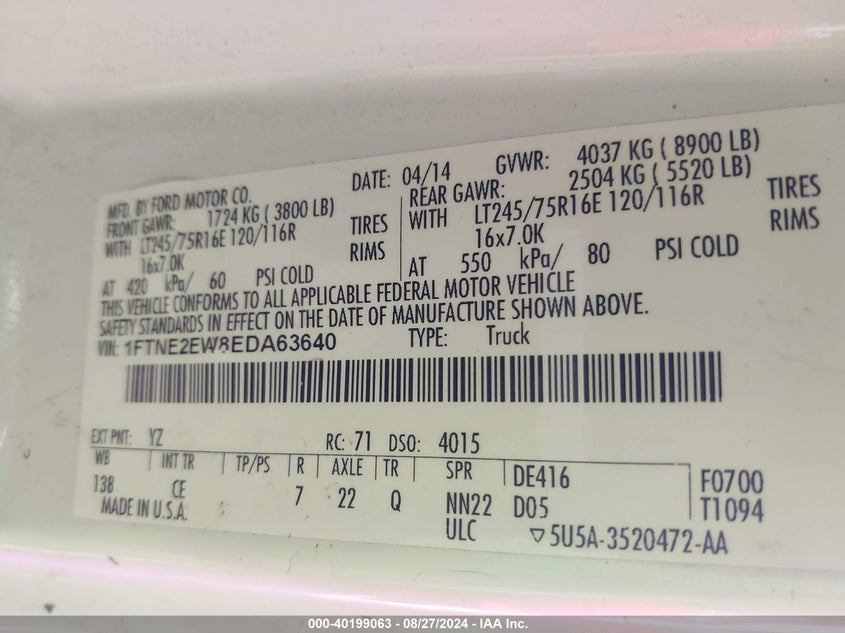 MFD. BY FORD MOTOR CO.
DATE: 04/14 GVWR: 4037 KG ( 8900 LB)
FRONT GAWR: 1724 KG ( 3800 LB) REAR GAWR: 2504 KG ( 5520 LB)
WITH LT245/75R16E 120/116R TIRES WITH LT245/75R16E 120/116R TIRES
16x7.0K RIMS 16x7.0K RIMS
AT 420 kPa/ 60 PSI COLD AT 550 kPa/ 80 PSI COLD
THIS VEHICLE CONFORMS TO ALL APPLICABLE FEDERAL MOTOR VEHICLE
SAFETY STANDARDS IN EFFECT ON THE DATE OF MANUFACTURE SHOWN ABOVE.
VIN: 1FTNE2EW8EDA63640 TYPE: Truck
EXT PNT: YZ RC: 71 DSO: 4015
WB INT TR TP/PS R AXLE TR SPR DE416 F0700
138 CE 7 22 Q NN22 D05 T1094
MADE IN U.S.A. ULC ▽5U5A-3520472-AA
000-40199063 - 08/27/2024 - IAA Inc.